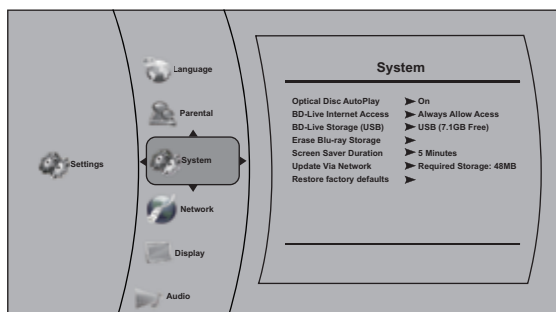 Settings
Language
Parental
System
Network
Display
Audio
System
Optical Disc AutoPlay On
BD-Live Internet Access Always Allow Acess
BD-Live Storage (USB) USB (7.1GB Free)
Erase Blu-ray Storage
Screen Saver Duration 5 Minutes
Update Via Network Required Storage: 48MB
Restore factory defaults